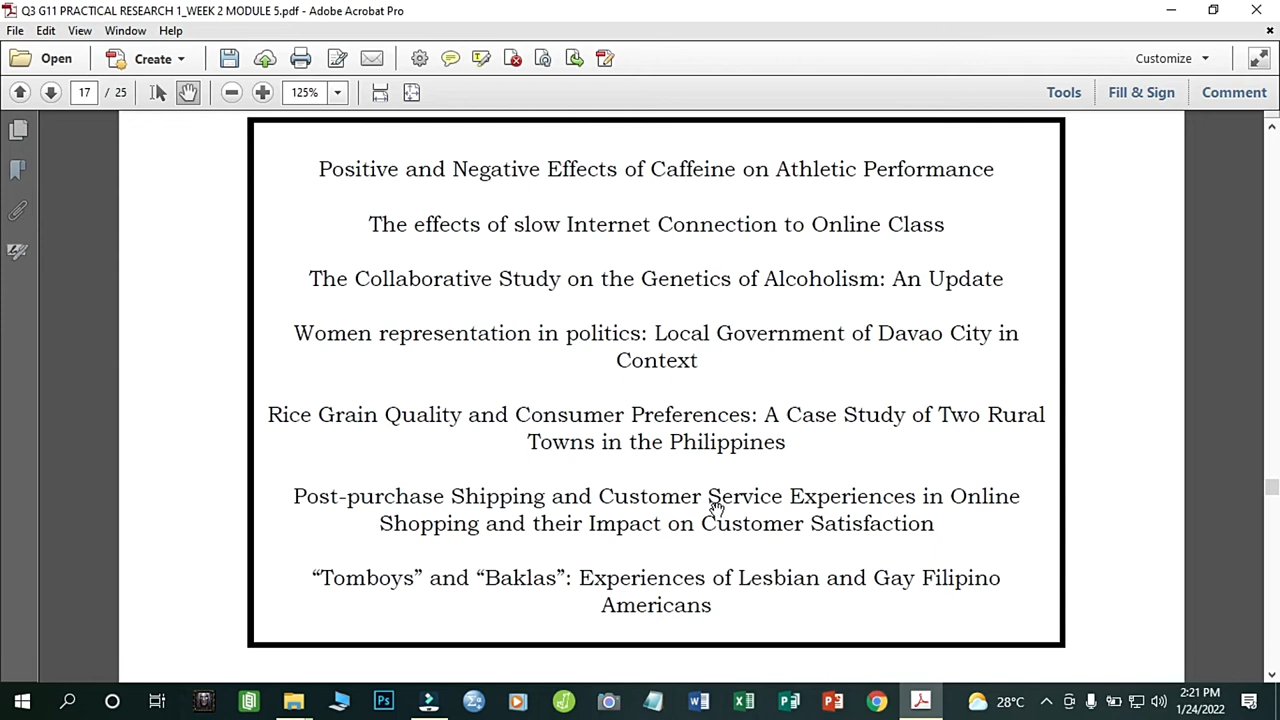 Q3 G11 PRACTICAL RESEARCH 1_WEEK 2 MODULE 5.pdf - Adobe Acrobat Pro
File Edit View Window Help
Open Create Customize
17 / 25 125% Tools Fill & Sign Comment
Positive and Negative Effects of Caffeine on Athletic Performance
The effects of slow Internet Connection to Online Class
The Collaborative Study on the Genetics of Alcoholism: An Update
Women representation in politics: Local Government of Davao City in
Context
Rice Grain Quality and Consumer Preferences: A Case Study of Two Rural
Towns in the Philippines
Post-purchase Shipping and Customer Service Experiences in Online
Shopping and their Impact on Customer Satisfaction
“Tomboys” and “Baklas”: Experiences of Lesbian and Gay Filipino
Americans
28°C 2:21 PM
1/24/2022